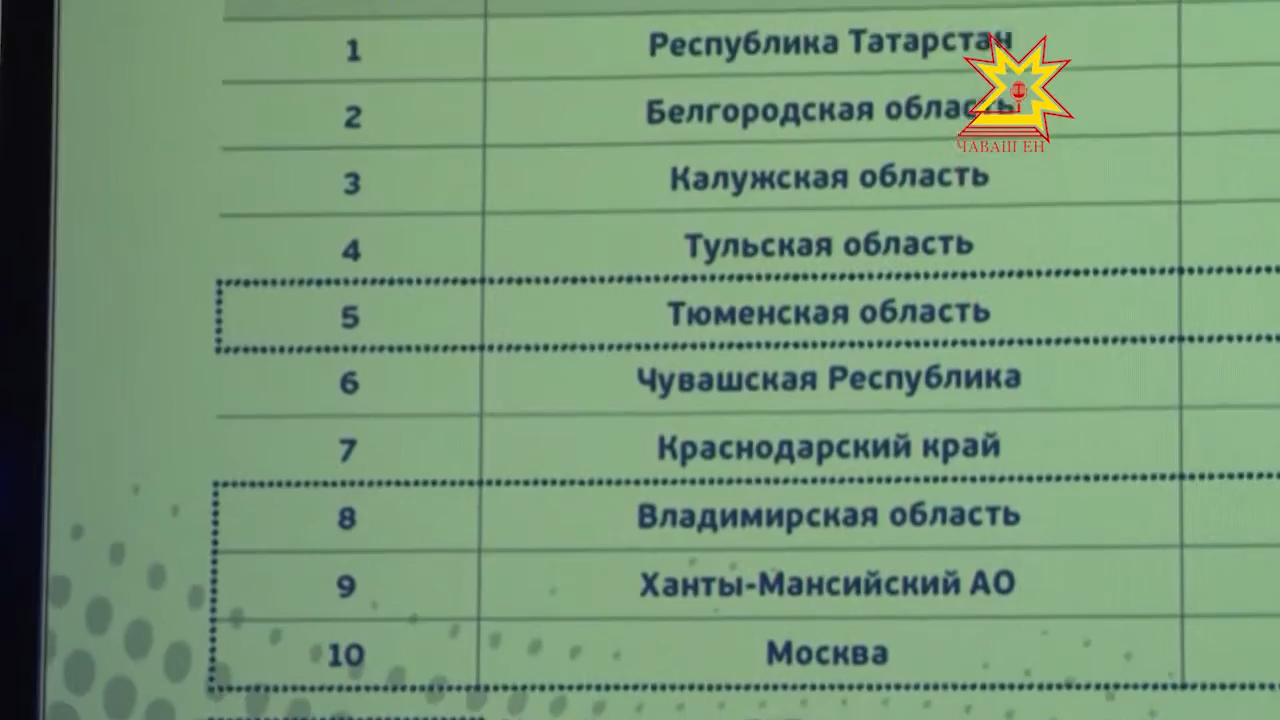 1 Республика Татарстан
2 Белгородская область
ЧАВАШ ЕН
3 Калужская область
4 Тульская область
5 Тюменская область
6 Чувашская Республика
7 Краснодарский край
8 Владимирская область
9 Ханты-Мансийский АО
10 Москва